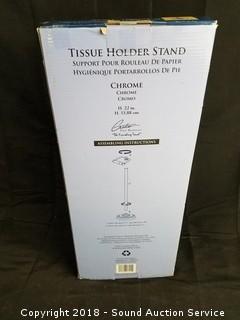 TISSUE HOLDER STAND
SUPPORT POUR ROULEAU DE PAPIER
HYGIÉNIQUE PORTARROLLOS DE PIE
CHROME
CHROME
CROMO
H. 22 in.
ASSEMBLING INSTRUCTIONS
Copyright 2018 - Sound Auction Service